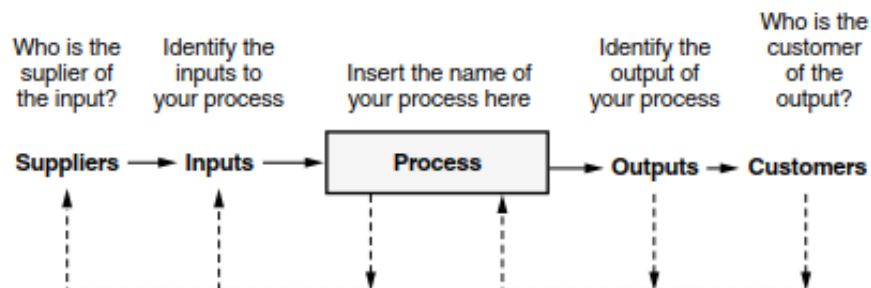 Who is the
suplier of
the input?
Identify the
inputs to
your process
Insert the name of
your process here
Identify the
output of
your process
Who is the
customer
of the
output?
Suppliers
Inputs
Process
Outputs
Customers